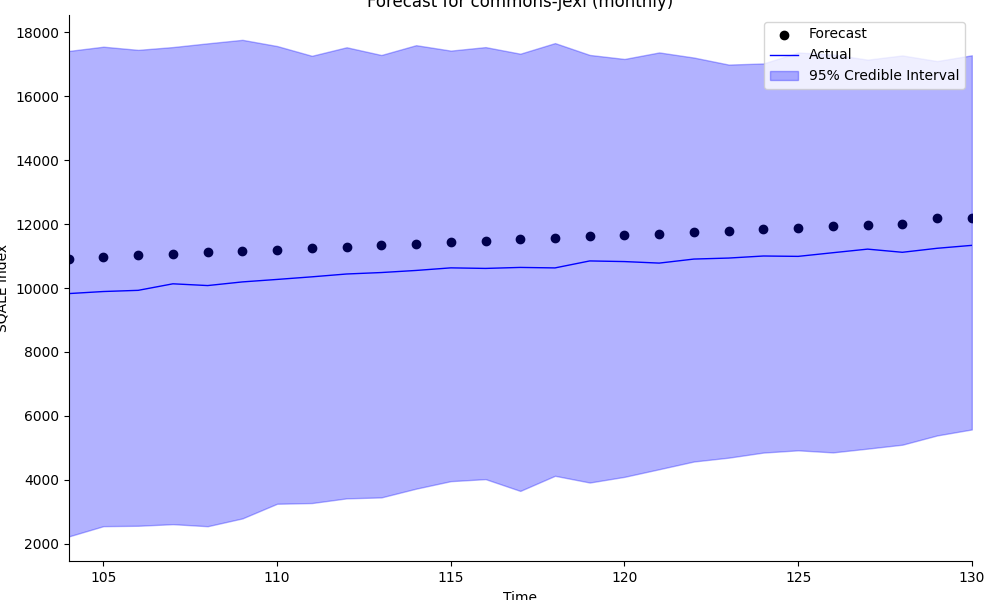 Forecast for commons-jexl (monthly)
18000
16000
14000
12000
10000
8000
6000
4000
2000
SQALE Index
105
110
115
120
125
130
Time
Forecast
Actual
95% Credible Interval